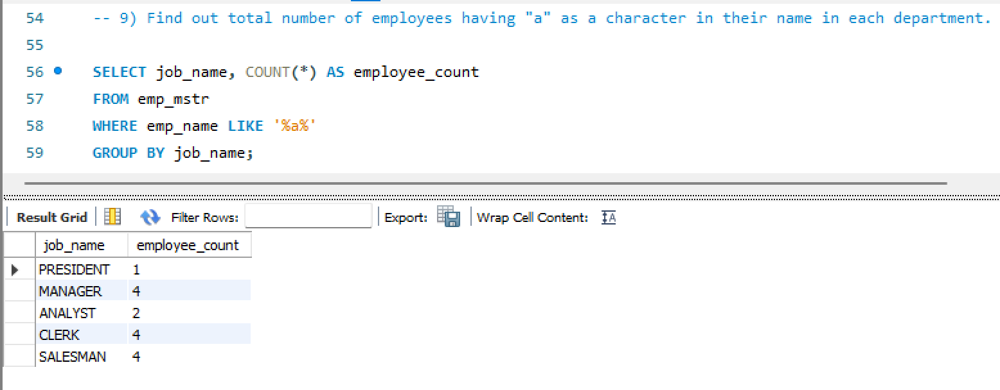 54 -- 9) Find out total number of employees having "a" as a character in their name in each department.
55
56 SELECT job_name, COUNT(*) AS employee_count
57 FROM emp_mstr
58 WHERE emp_name LIKE '%a%'
59 GROUP BY job_name;
Result Grid Filter Rows: Export: Wrap Cell Content: IA
job_name employee_count
PRESIDENT 1
MANAGER 4
ANALYST 2
CLERK 4
SALESMAN 4